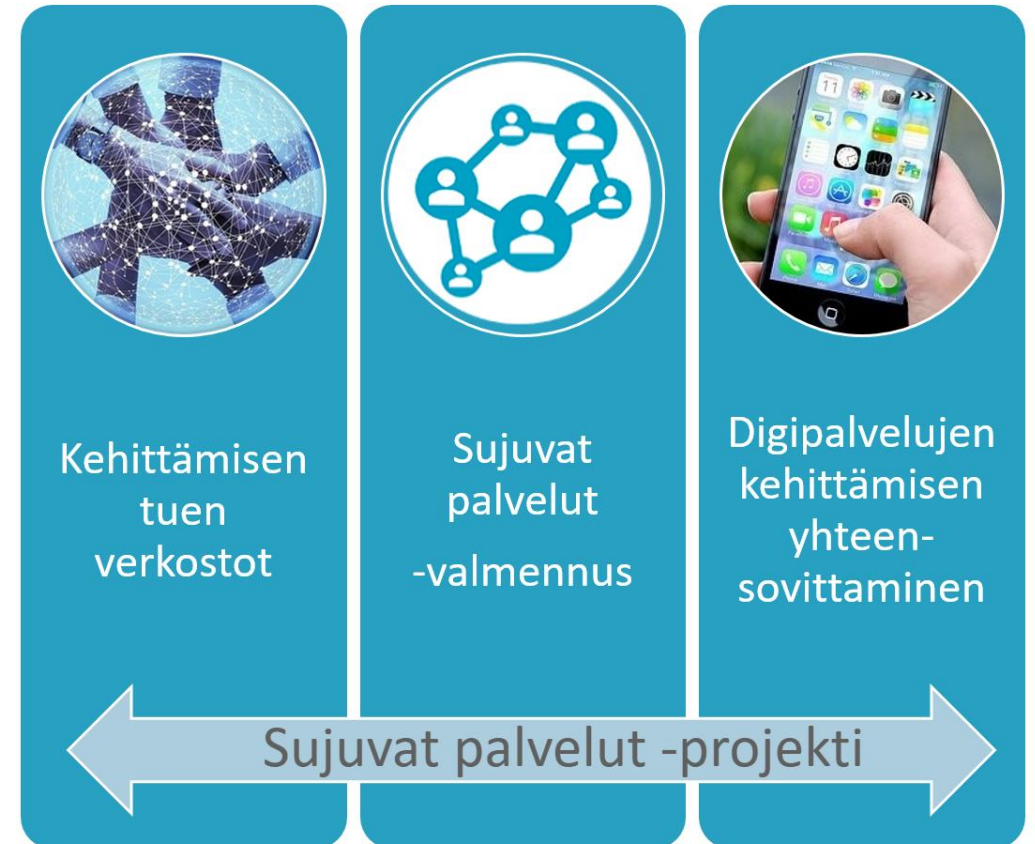 Kehittämisen
tuen
verkostot
Sujuvat
palvelut
-valmennus
Digipalvelujen
kehittämisen
yhteen-
sovittaminen
Sujuvat palvelut -projekti